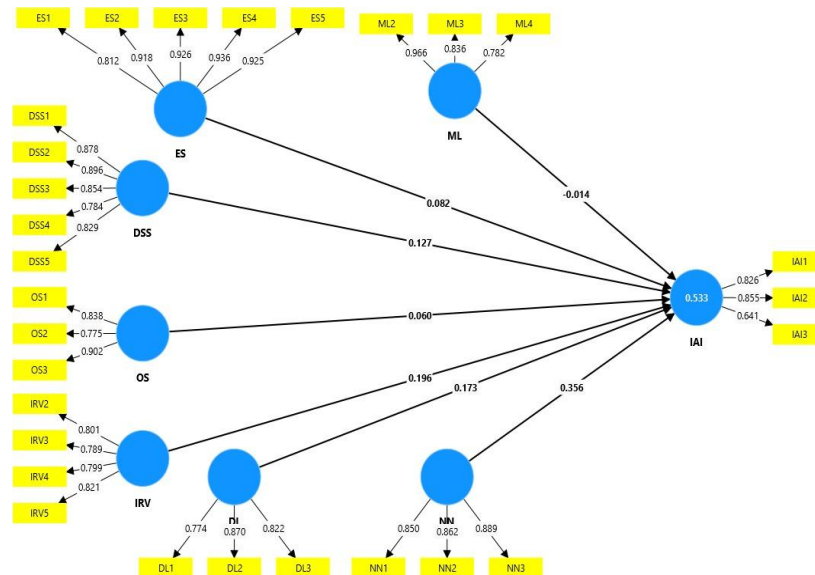 ES1 ES2 ES3 ES4 ES5
0.812 0.918 0.926 0.936 0.925
ES
ML2 ML3 ML4
0.966 0.836 0.782
ML
DSS1
DSS2
DSS3
DSS4
DSS5
0.878
0.896
0.854
0.784
0.829
DSS
OS1
OS2
OS3
0.838
0.775
0.902
OS
IRV2
IRV3
IRV4
IRV5
0.801
0.789
0.799
0.821
IRV
0.082
-0.014
0.127
0.060
0.196
0.173
0.356
0.533
IAI
0.826
0.855
0.641
IAI1
IAI2
IAI3
DL
0.774 0.870 0.822
DL1 DL2 DL3
NN
0.850 0.862 0.889
NN1 NN2 NN3